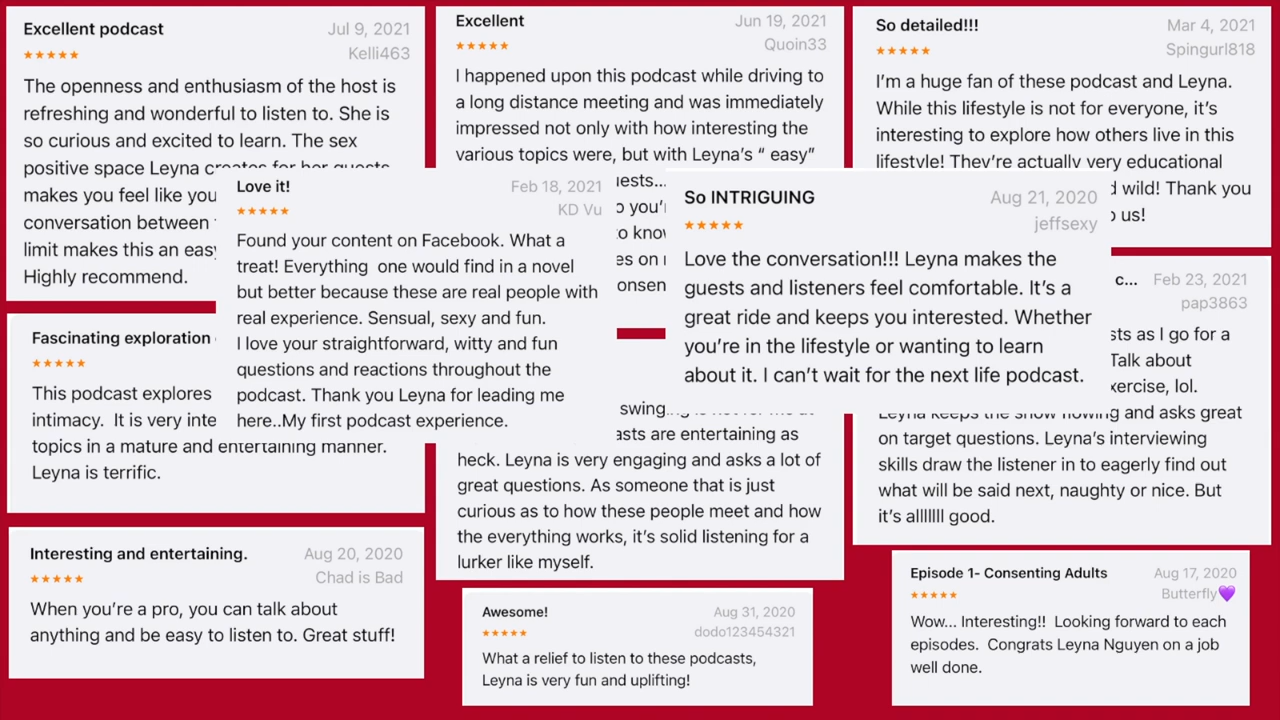 Excellent podcast
Jul 9, 2021
Kelli463
The openness and enthusiasm of the host is
refreshing and wonderful to listen to. She is
so curious and excited to learn. The sex
positive space Leyna creates for her guests
makes you feel like you
conversation between
limit makes this an easy
Highly recommend.
Excellent
Jun 19, 2021
Quoin33
I happened upon this podcast while driving to
a long distance meeting and was immediately
impressed not only with how interesting the
various topics were, but with Leyna's “ easy”
So detailed!!!
Mar 4, 2021
Spingurl818
I'm a huge fan of these podcast and Leyna.
While this lifestyle is not for everyone, it's
interesting to explore how others live in this
lifestyle! They're actually very educational
d wild! Thank you
us!
Love it!
Feb 18, 2021
KD Vu
Found your content on Facebook. What a
treat! Everything one would find in a novel
but better because these are real people with
real experience. Sensual, sexy and fun.
I love your straightforward, witty and fun
questions and reactions throughout the
podcast. Thank you Leyna for leading me
here..My first podcast experience.
So INTRIGUING
Aug 21, 2020
jeffsexy
Love the conversation!!! Leyna makes the
guests and listeners feel comfortable. It's a
great ride and keeps you interested. Whether
you're in the lifestyle or wanting to learn
about it. I can't wait for the next life podcast.
Fascinating exploration
This podcast explores
intimacy. It is very inte
topics in a mature and entertaining manner.
Leyna is terrific.
swinging is not for me at
asts are entertaining as
heck. Leyna is very engaging and asks a lot of
great questions. As someone that is just
curious as to how these people meet and how
the everything works, it's solid listening for a
lurker like myself.
c...
Feb 23, 2021
pap3863
sts as I go for a
Talk about
xercise, lol.
Leyna keeps the show flowing and asks great
on target questions. Leyna's interviewing
skills draw the listener in to eagerly find out
what will be said next, naughty or nice. But
it's alllllll good.
Interesting and entertaining.
Aug 20, 2020
Chad is Bad
When you're a pro, you can talk about
anything and be easy to listen to. Great stuff!
Awesome!
Aug 31, 2020
dodo123454321
What a relief to listen to these podcasts,
Leyna is very fun and uplifting!
Episode 1- Consenting Adults
Aug 17, 2020
Butterfly💜
Wow... Interesting!! Looking forward to each
episodes. Congrats Leyna Nguyen on a job
well done.